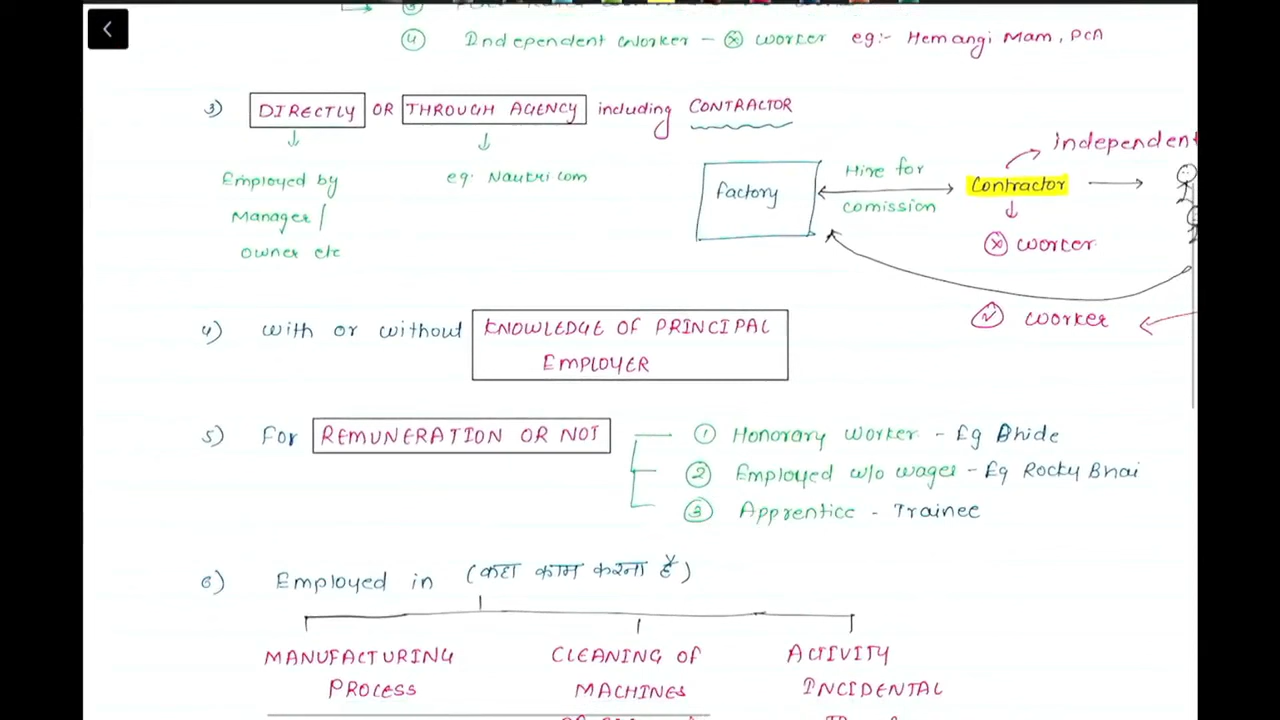 ④ Independent worker - ⓧ worker eg:- Hemangi Mam, PCA
3) DIRECTLY OR THROUGH AGENCY including CONTRACTOR
Employed by
Manager /
owner etc
eg: Naukri com
factory
Hire for
comission
Contractor
independent
ⓧ worker
worker
4) with or without KNOWLEDGE OF PRINCIPAL
EMPLOYER
5) For REMUNERATION OR NOT
① Honorary worker - Eg Bhide
② Employed w/o wages - Eg Rocky Bhai
③ Apprentice - Trainee
6) Employed in (कहा काम करना है)
MANUFACTURING
PROCESS
CLEANING OF
MACHINES
ACTIVITY
INCIDENTAL